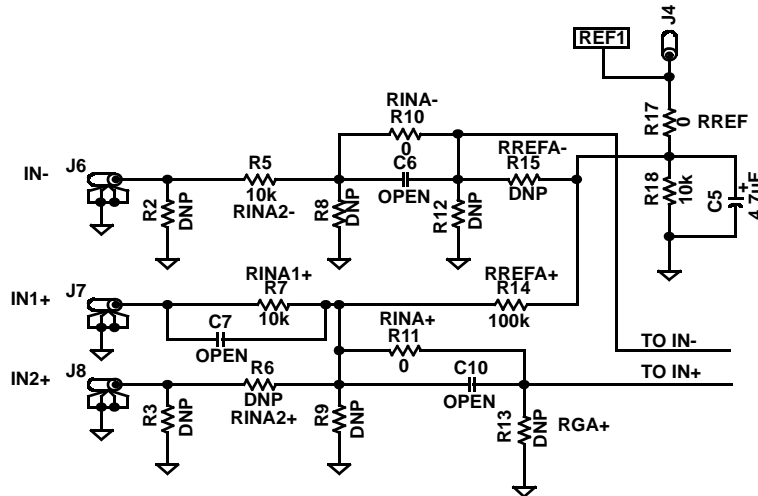 J4
REF1
R17
0
RREF
RINA-
R10
0
RREFA-
R15
DNP
C6
OPEN
IN-
J6
R5
10k
RINA2-
R2
DNP
R8
DNP
R12
DNP
R18
10k
C5
+
4.7uF
IN1+
J7
RINA1+
R7
10k
C7
OPEN
RREFA+
R14
100k
RINA+
R11
0
TO IN-
TO IN+
IN2+
J8
R6
DNP
RINA2+
R3
DNP
R9
DNP
C10
OPEN
R13
DNP
RGA+